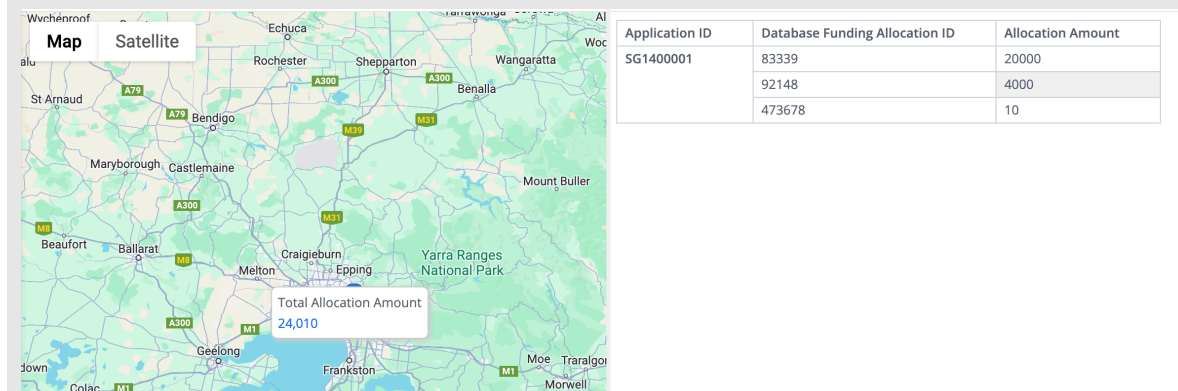 Wycheproof
Echuca
Map
Satellite
Rochester
Shepparton
Wangaratta
A300
A300
A79
St Arnaud
Benalla
A79
Bendigo
M39
M31
Maryborough
Castlemaine
Mount Buller
A300
M31
M8
Beaufort
Ballarat
M8
Craigieburn
Yarra Ranges
National Park
Melton
Epping
Total Allocation Amount
24,010
A300
M1
Geelong
Frankston
M1
Moe
Traralgon
Morwell
Colac
M1
Application ID
Database Funding Allocation ID
Allocation Amount
SG1400001
83339
20000
92148
4000
473678
10